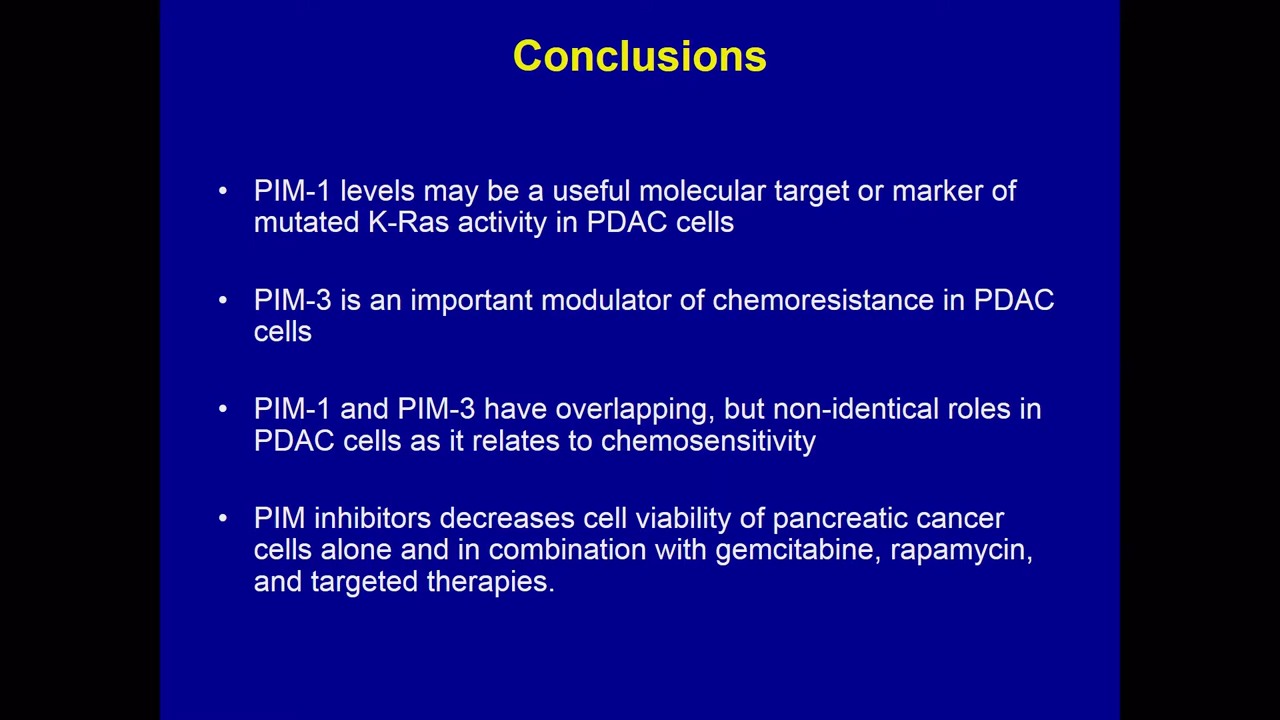 Conclusions
• PIM-1 levels may be a useful molecular target or marker of
mutated K-Ras activity in PDAC cells
• PIM-3 is an important modulator of chemoresistance in PDAC
cells
• PIM-1 and PIM-3 have overlapping, but non-identical roles in
PDAC cells as it relates to chemosensitivity
• PIM inhibitors decreases cell viability of pancreatic cancer
cells alone and in combination with gemcitabine, rapamycin,
and targeted therapies.